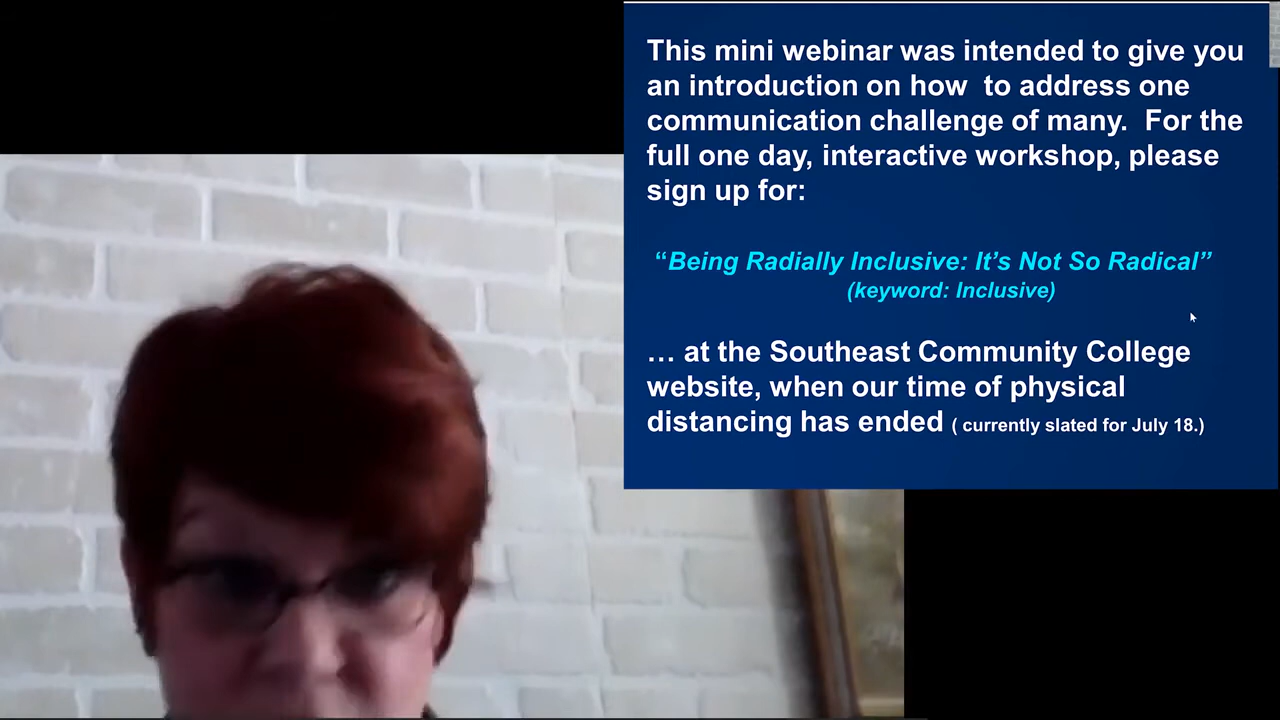 This mini webinar was intended to give you
an introduction on how  to address one
communication challenge of many.  For the
full one day, interactive workshop, please
sign up for:
“Being Radially Inclusive: It’s Not So Radical”
(keyword: Inclusive)
… at the Southeast Community College
website, when our time of physical
distancing has ended ( currently slated for July 18.)